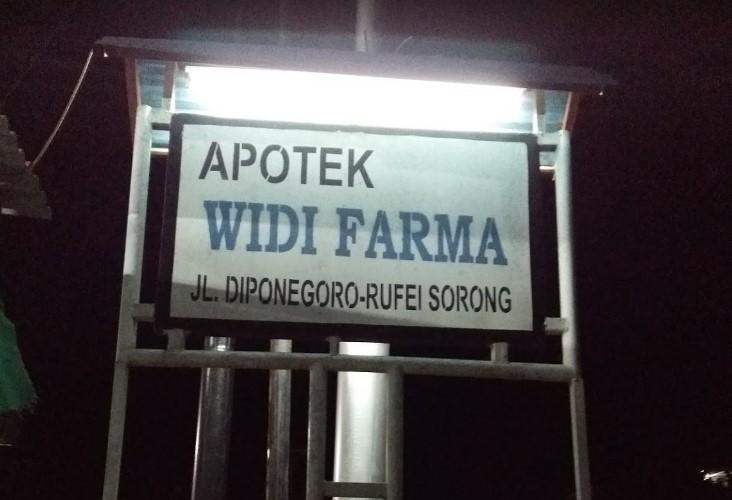 APOTEK
WIDI FARMA
JL. DIPONEGORO-RUFEI SORONG